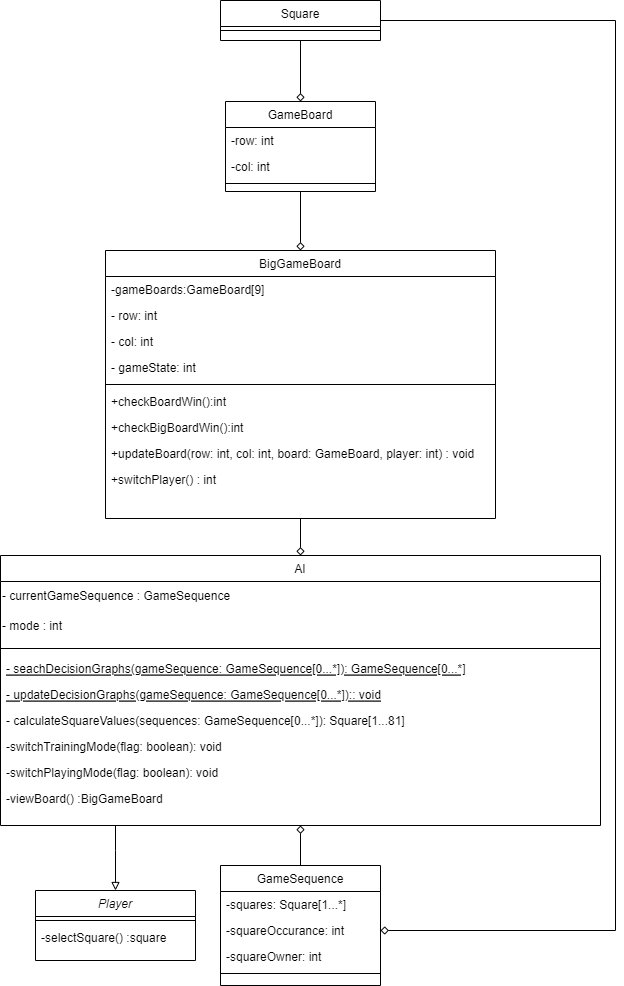 Square
GameBoard
-row: int
-col: int
BigGameBoard
-gameBoards:GameBoard[9]
- row: int
- col: int
- gameState: int
+checkBoardWin():int
+checkBigBoardWin():int
+updateBoard(row: int, col: int, board: GameBoard, player: int) : void
+switchPlayer() : int
AI
- currentGameSequence : GameSequence
- mode : int
- seachDecisionGraphs(gameSequence: GameSequence[0...*]): GameSequence[0...*]
- updateDecisionGraphs(gameSequence: GameSequence[0...*]):: void
- calculateSquareValues(sequences: GameSequence[0...*]): Square[1...81]
-switchTrainingMode(flag: boolean): void
-switchPlayingMode(flag: boolean): void
-viewBoard() :BigGameBoard
Player
-selectSquare() :square
GameSequence
-squares: Square[1...*]
-squareOccurance: int
-squareOwner: int